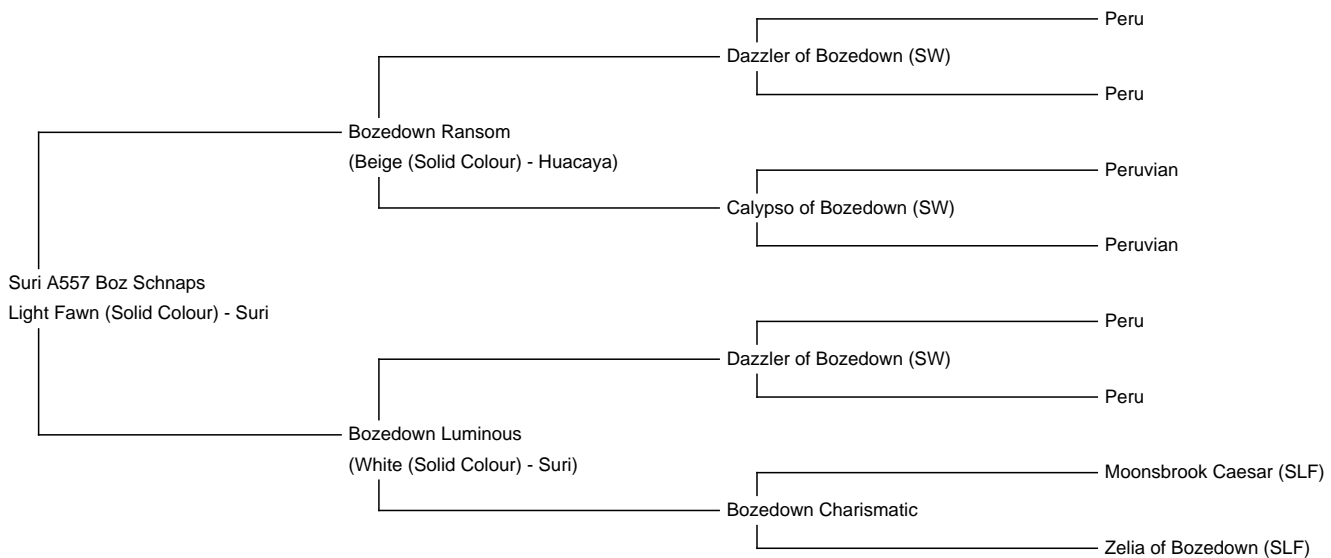 Peru
Dazzler of Bozedown (SW)
Peru
Bozedown Ransom
(Beige (Solid Colour) - Huacaya)
Peruvian
Calypso of Bozedown (SW)
Peruvian
Suri A557 Boz Schnaps
Light Fawn (Solid Colour) - Suri
Peru
Dazzler of Bozedown (SW)
Peru
Bozedown Luminous
(White (Solid Colour) - Suri)
Moonsbrook Caesar (SLF)
Bozedown Charismatic
Zelia of Bozedown (SLF)